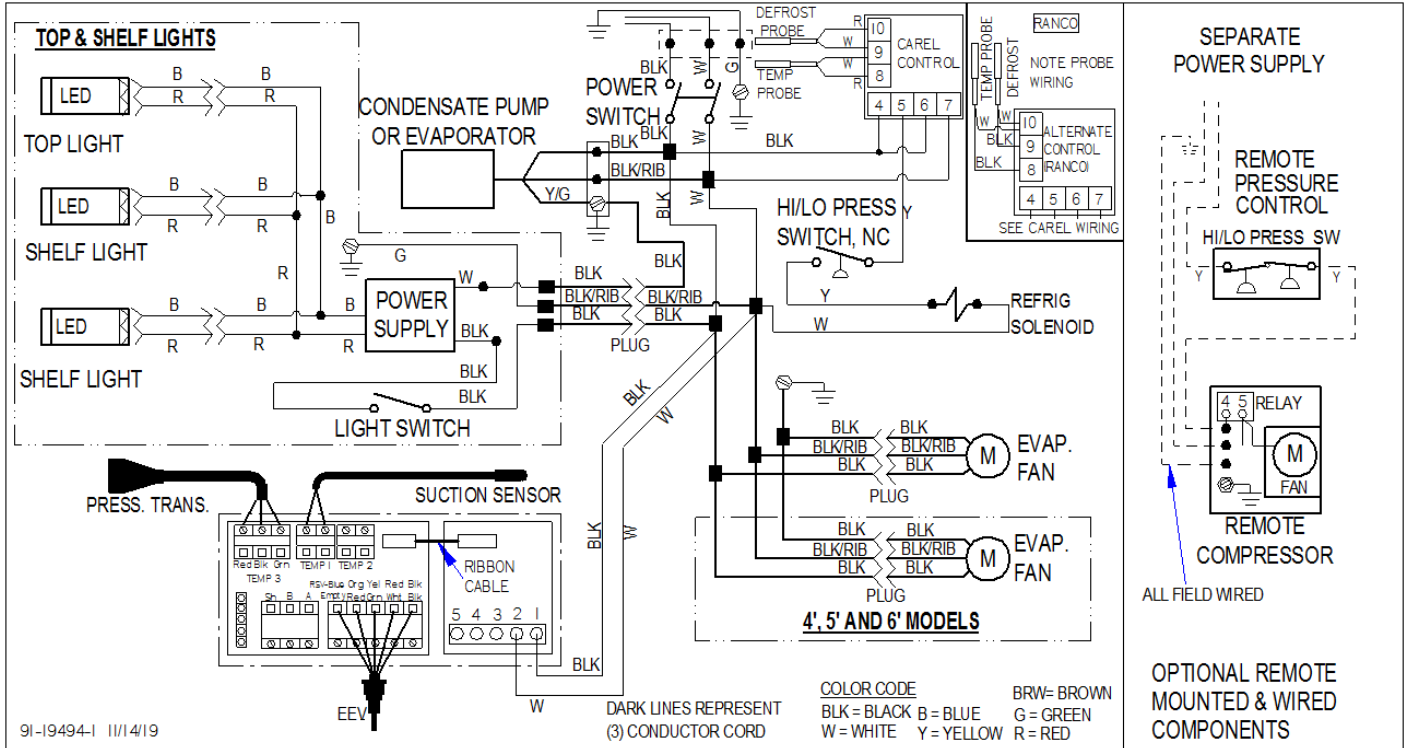 TOP & SHELF LIGHTS
LED
B
R
B
R
TOP LIGHT
LED
B
R
B
R
B
SHELF LIGHT
R
LED
B
R
B
R
B
R
SHELF LIGHT
G
POWER
SUPPLY
W
BLK
BLK
BLK
LIGHT SWITCH
CONDENSATE PUMP
OR EVAPORATOR
BLK
BLK/RIB
Y/G
BLK
BLK
BLK/RIB
BLK
BLK/RIB
BLK
PLUG
POWER
SWITCH
BLK
W
G
BLK
W
BLK
W
BLK
DEFROST
PROBE
TEMP
PROBE
R
W
W
R
10
9
8
CAREL
CONTROL
4 5 6 7
Y
HI/LO PRESS
SWITCH, NC
Y
W
REFRIG
SOLENOID
RANCO
TEMP PROBE
DEFROST
NOTE PROBE
WIRING
W
W
BLK
BLK
10
9
8
ALTERNATE
CONTROL
(RANCO)
4 5 6 7
SEE CAREL WIRING
SEPARATE
POWER SUPPLY
REMOTE
PRESSURE
CONTROL
HI/LO PRESS SW
Y
Y
4 5 RELAY
M
FAN
REMOTE
COMPRESSOR
ALL FIELD WIRED
OPTIONAL REMOTE
MOUNTED & WIRED
COMPONENTS
BLK
W
BLK
W
BLK
W
BLK
BLK/RIB
BLK
BLK
BLK/RIB
BLK
PLUG
M
EVAP.
FAN
BLK
BLK/RIB
BLK
BLK
BLK/RIB
BLK
PLUG
M
EVAP.
FAN
4', 5' AND 6' MODELS
PRESS. TRANS.
SUCTION SENSOR
Red Blk Grn
TEMP 3
TEMP 1
TEMP 2
RIBBON
CABLE
Sh B A
RSV-Blue Org Yel Red Blk
Empty Red Grn Wht Blk
5 4 3 2 1
EEV
DARK LINES REPRESENT
(3) CONDUCTOR CORD
COLOR CODE
BLK = BLACK B = BLUE
W = WHITE Y = YELLOW
BRW= BROWN
G = GREEN
R = RED
91-19494-1 11/14/19